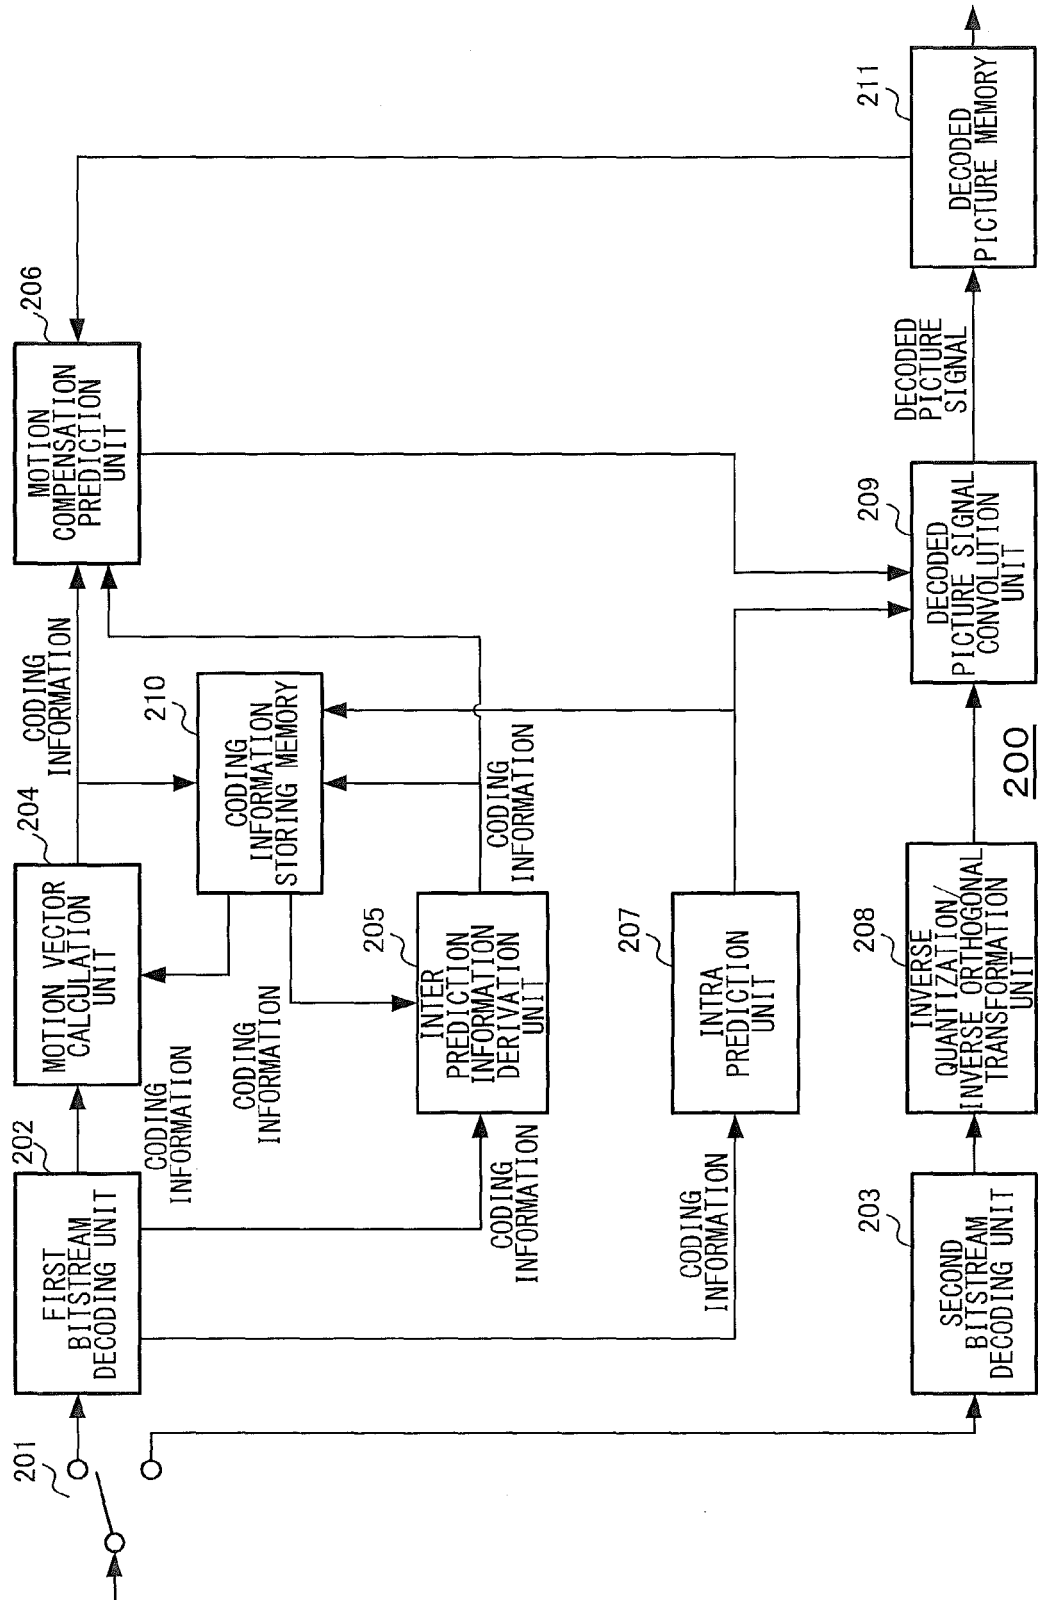 201
202
FIRST
BITSTREAM
DECODING UNIT
204
MOTION VECTOR
CALCULATION
UNIT
CODING
INFORMATION
206
MOTION
COMPENSATION
PREDICTION
UNIT
CODING
INFORMATION
210
CODING
INFORMATION
STORING MEMORY
CODING
INFORMATION
CODING
INFORMATION
205
INTER
PREDICTION
INFORMATION
DERIVATION
UNIT
CODING
INFORMATION
CODING
INFORMATION
207
INTRA
PREDICTION
UNIT
203
SECOND
BITSTREAM
DECODING UNIT
208
INVERSE
QUANTIZATION/
INVERSE ORTHOGONAL
TRANSFORMATION
UNIT
209
DECODED
PICTURE SIGNAL
CONVOLUTION
UNIT
DECODED
PICTURE
SIGNAL
211
DECODED
PICTURE MEMORY
200